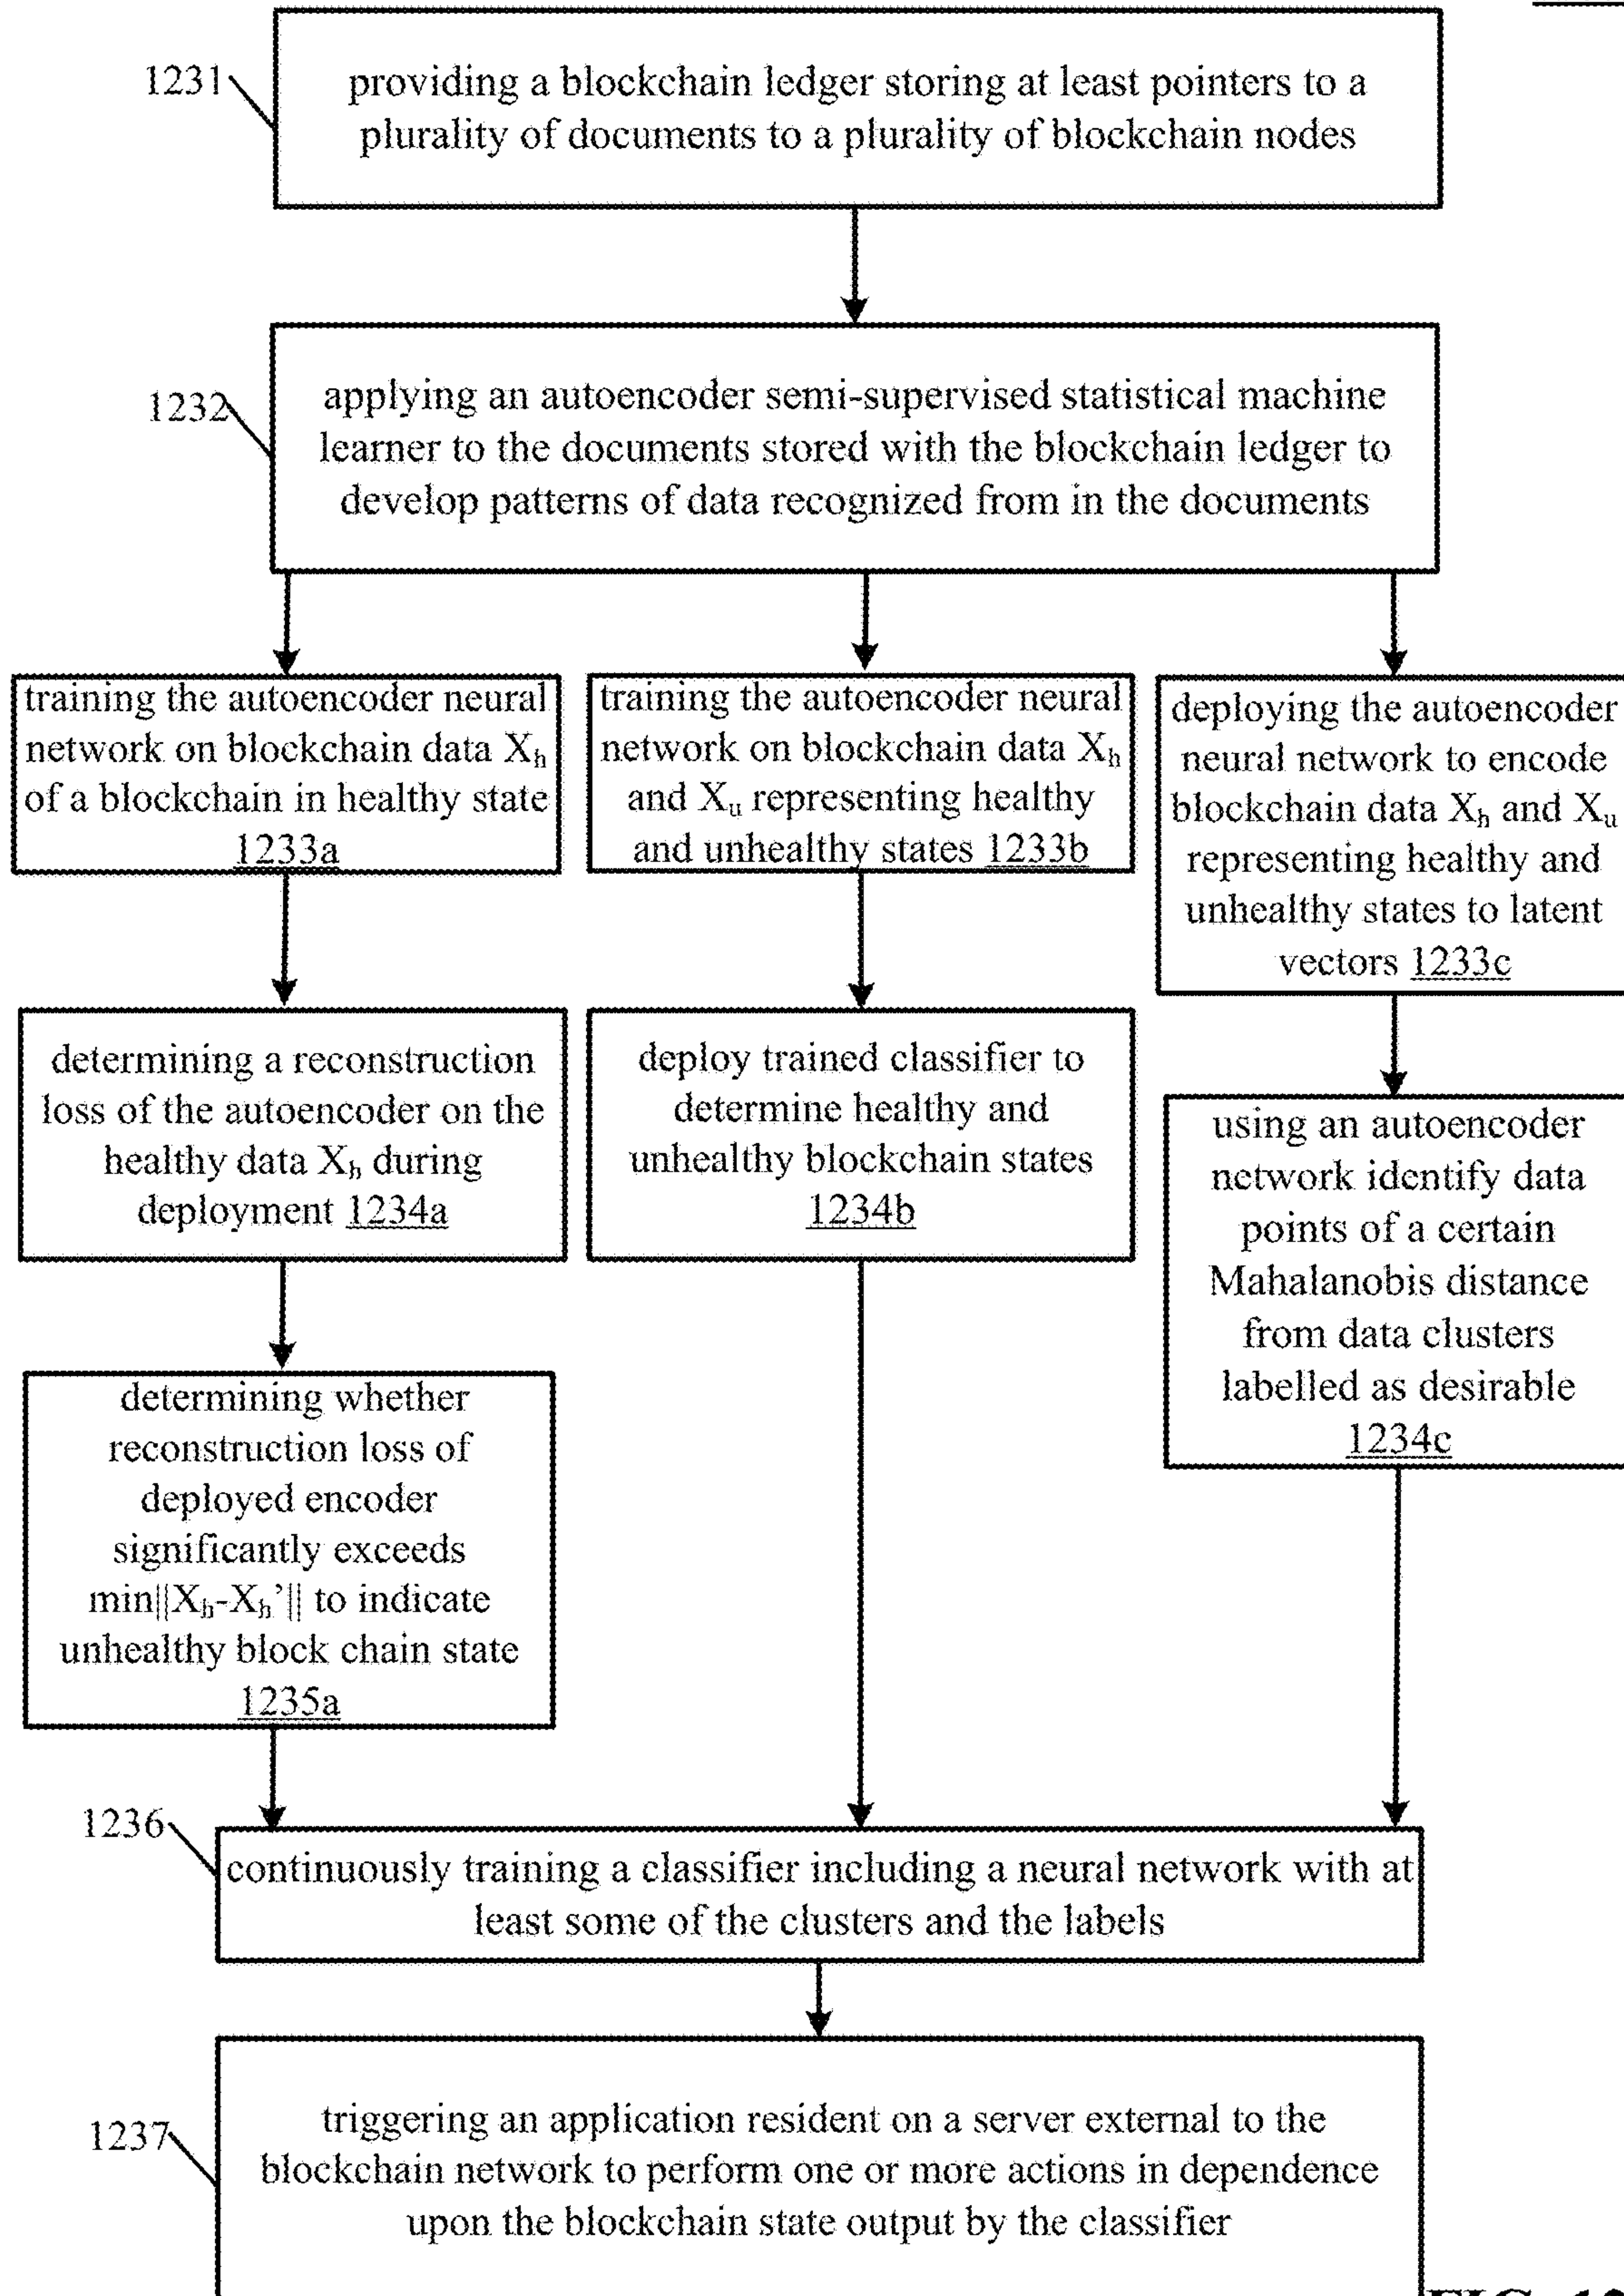 1231
providing a blockchain ledger storing at least pointers to a
plurality of documents to a plurality of blockchain nodes
1232
applying an autoencoder semi-supervised statistical machine
learner to the documents stored with the blockchain ledger to
develop patterns of data recognized from in the documents
training the autoencoder neural
network on blockchain data Xₕ
of a blockchain in healthy state
1233a
training the autoencoder neural
network on blockchain data Xₕ
and Xᵤ representing healthy
and unhealthy states 1233b
deploying the autoencoder
neural network to encode
blockchain data Xₕ and Xᵤ
representing healthy and
unhealthy states to latent
vectors 1233c
determining a reconstruction
loss of the autoencoder on the
healthy data Xₕ during
deployment 1234a
deploy trained classifier to
determine healthy and
unhealthy blockchain states
1234b
using an autoencoder
network identify data
points of a certain
Mahalanobis distance
from data clusters
labelled as desirable
1234c
determining whether
reconstruction loss of
deployed encoder
significantly exceeds
min||Xₕ-Xₕ’|| to indicate
unhealthy block chain state
1235a
1236
continuously training a classifier including a neural network with at
least some of the clusters and the labels
1237
triggering an application resident on a server external to the
blockchain network to perform one or more actions in dependence
upon the blockchain state output by the classifier